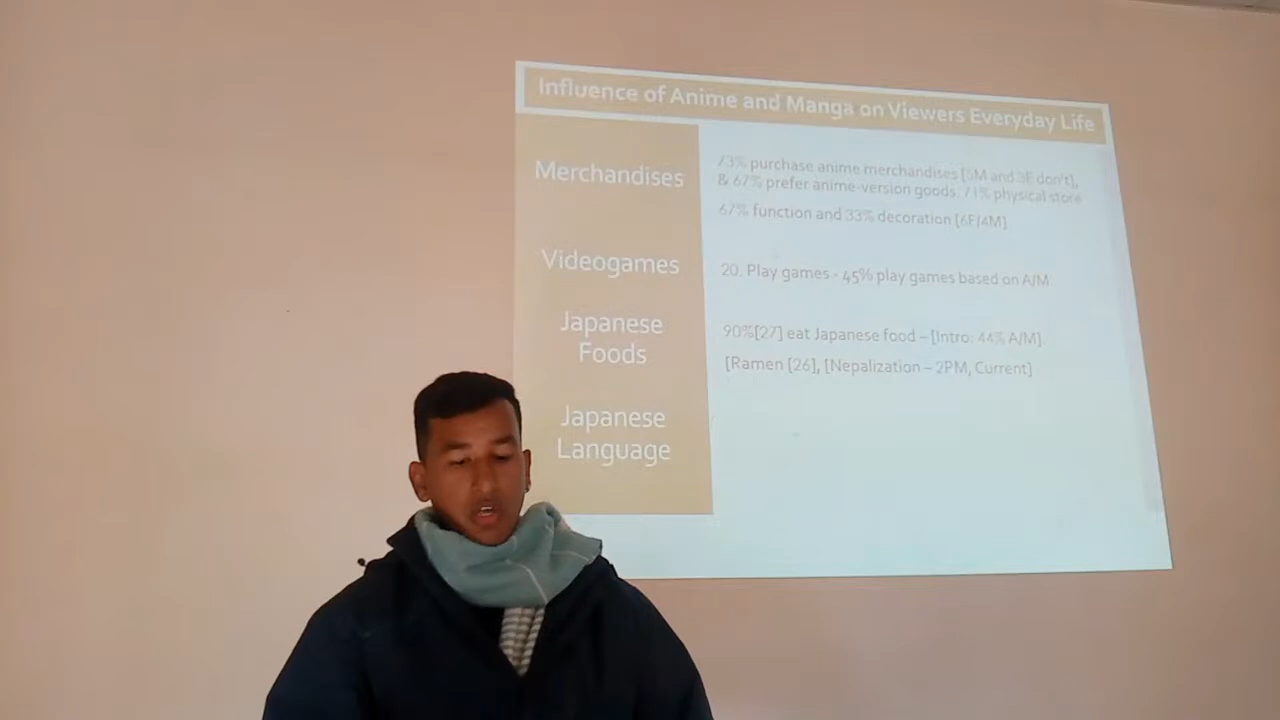 Influence of Anime and Manga on Viewers Everyday Life
Merchandises
73% purchase anime merchandises [5M and 3F don't],
& 67% prefer anime-version goods, 71% physical store
67% function and 33% decoration [6F/4M]
Videogames
20. Play games - 45% play games based on A/M
Japanese
Foods
90%[27] eat Japanese food – [Intro: 44% A/M].
[Ramen [26], [Nepalization – 2PM, Current]
Japanese
Language